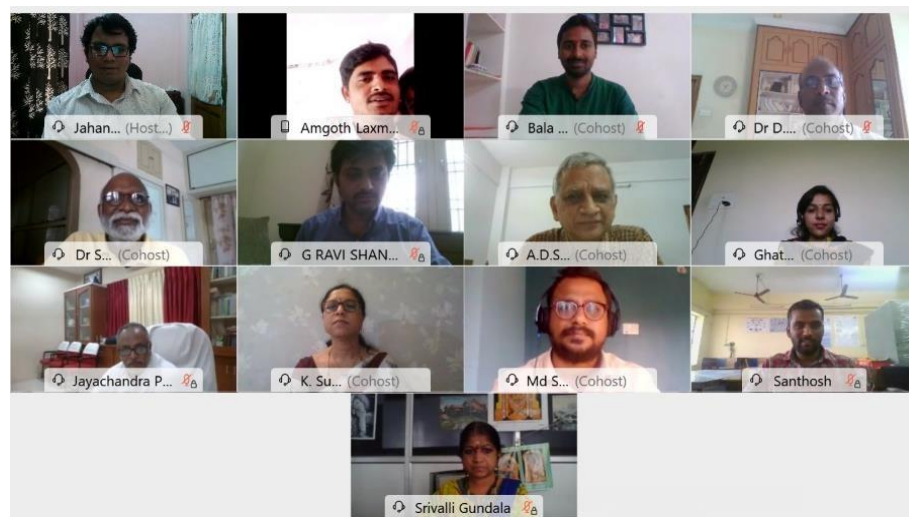 Jahan... (Host...)
Amgoth Laxm...
Bala ... (Cohost)
Dr D.... (Cohost)
Dr S... (Cohost)
G RAVI SHAN...
A.D.S... (Cohost)
Ghat... (Cohost)
Jayachandra P...
K. Su... (Cohost)
Md S... (Cohost)
Santhosh
Srivalli Gundala